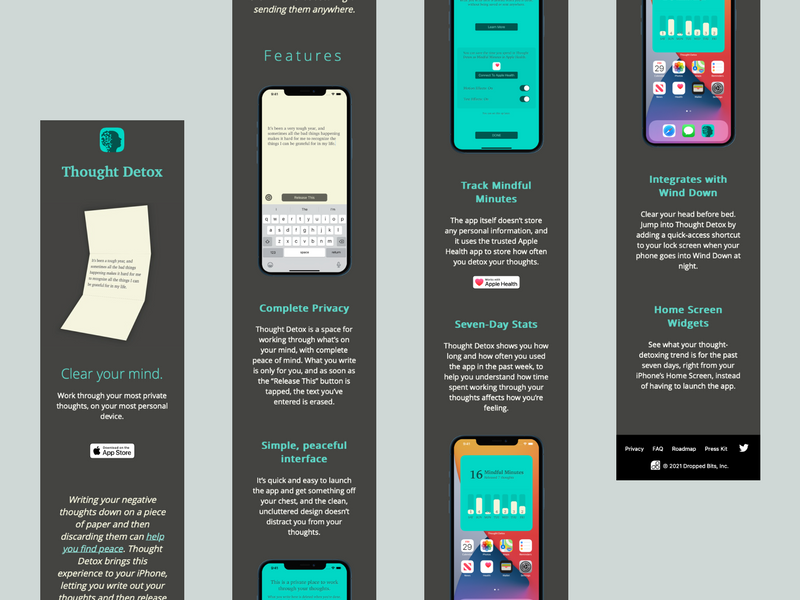 Thought Detox
It's been a tough year, and
sometimes all the bad things
happening makes it hard for me
to recognize all the things I can
be grateful for in my life.
Clear your mind.
Work through your most private
thoughts, on your most personal
device.
Download on the
App Store
Writing your negative
thoughts down on a piece
of paper and then
discarding them can help
you find peace. Thought
Detox brings this
experience to your iPhone,
letting you write out your
thoughts and then release
sending them anywhere.
Features
It's been a very tough year, and
sometimes all the bad things happening
makes it hard for me to recognize the
things I can be grateful for in my life.
Release This
q w e r t y u i o p
a s d f g h j k l
z x c v b n m
space
Complete Privacy
Thought Detox is a space for
working through what's on
your mind, with complete
peace of mind. What you write
is only for you, and as soon as
the "Release This" button is
tapped, the text you've
entered is erased.
Simple, peaceful
interface
It's quick and easy to launch
the app and get something off
your chest, and the clean,
uncluttered design doesn't
distract you from your
thoughts.
This is a private place to work
through your thoughts.
Learn More
Connect To Apple Health
Track Mindful
Minutes
The app itself doesn't store
any personal information, and
it uses the trusted Apple
Health app to store how often
you detox your thoughts.
Works with
Apple Health
Seven-Day Stats
Thought Detox shows you how
long and how often you used
the app in the past week, to
help you understand how time
spent working through your
thoughts affects how you're
feeling.
16 Mindful Minutes
29
29
Integrates with
Wind Down
Clear your head before bed.
Jump into Thought Detox by
adding a quick-access shortcut
to your lock screen when your
phone goes into Wind Down at
night.
Home Screen
Widgets
See what your thought-
detoxing trend is for the past
seven days, right from your
iPhone's Home Screen, instead
of having to launch the app.
Privacy FAQ Roadmap Press Kit
© 2021 Dropped Bits, Inc.